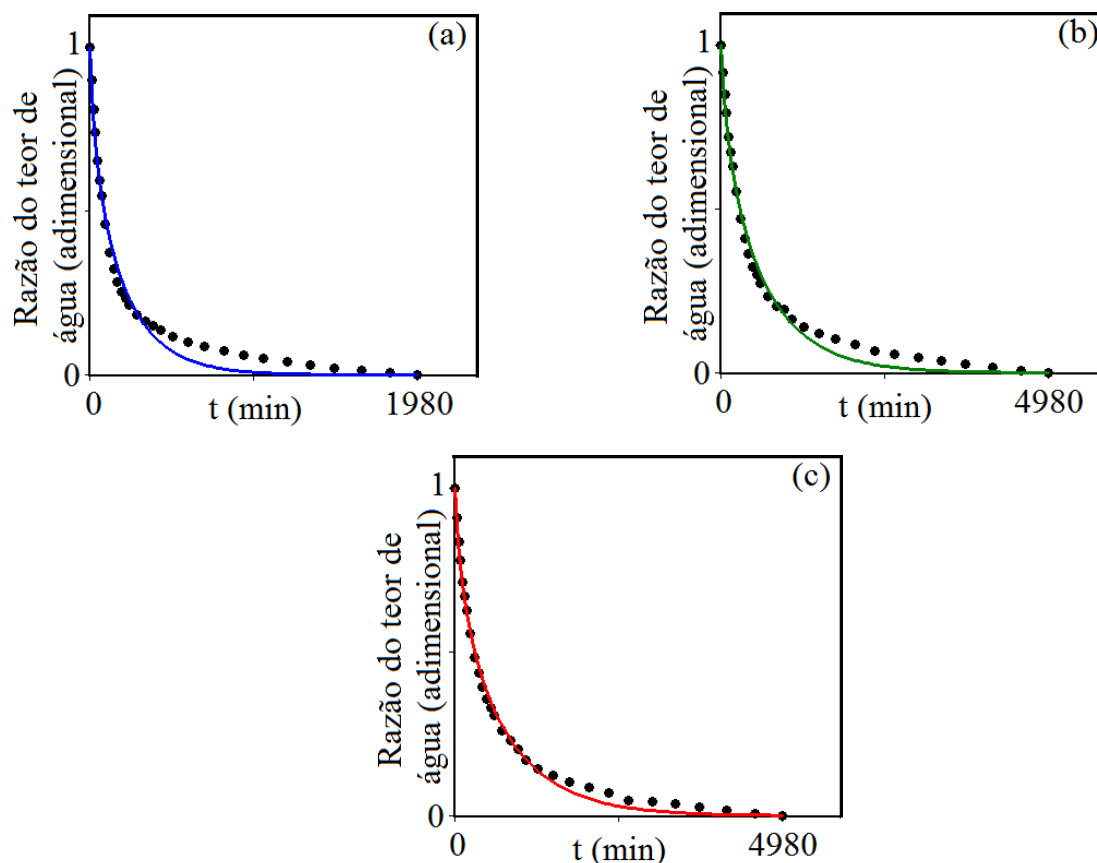 (a)
Razão do teor de
água (adimensional)
1
0
0
t (min)
1980
(b)
Razão do teor de
água (adimensional)
1
0
0
t (min)
4980
(c)
Razão do teor de
água (adimensional)
1
0
0
t (min)
4980